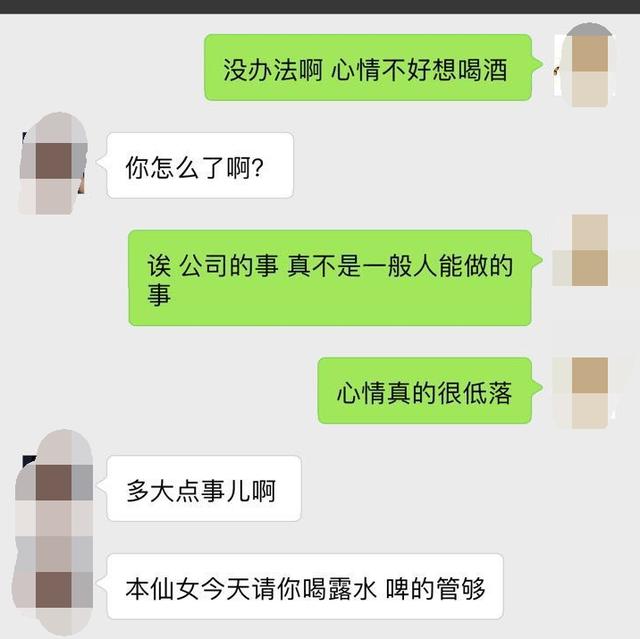 没办法啊 心情不好想喝酒
你怎么了啊?
诶 公司的事 真不是一般人能做的
事
心情真的很低落
多大点事儿啊
本仙女今天请你喝露水 啤的管够